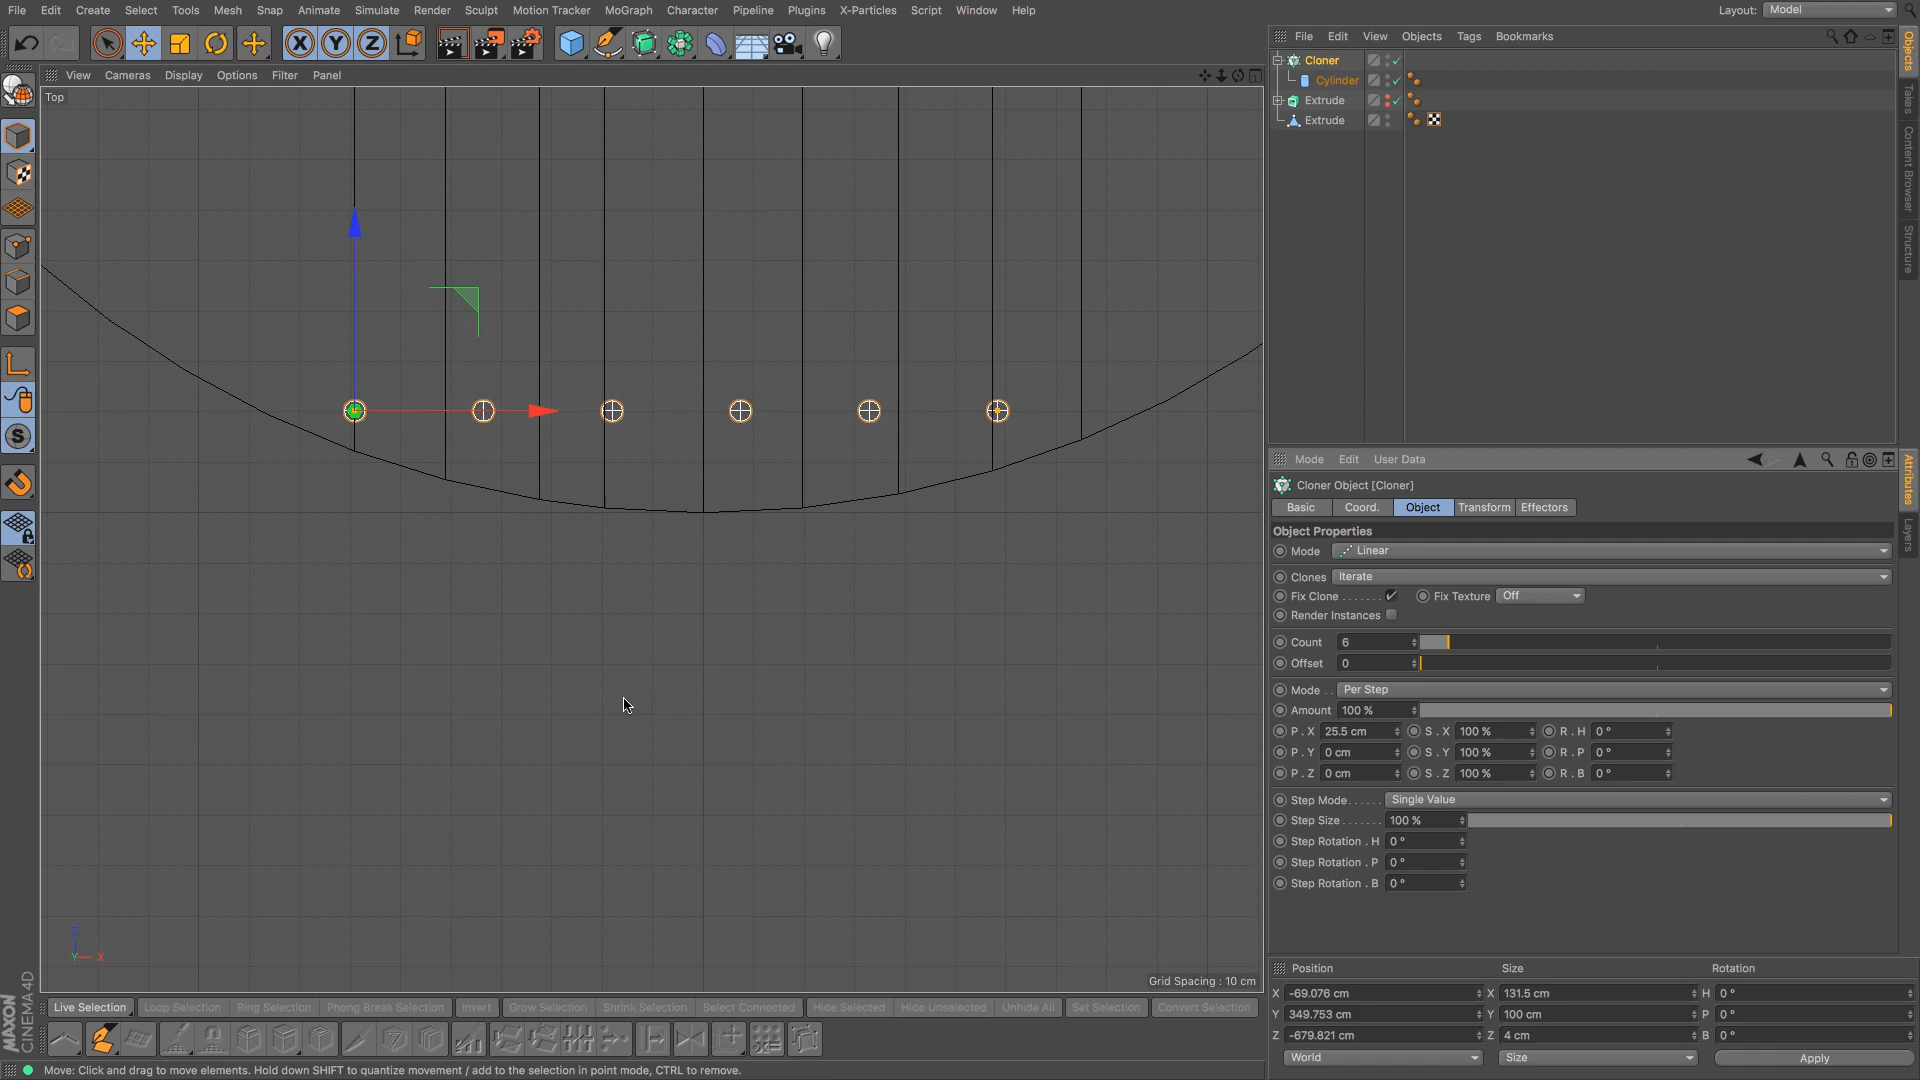 File Edit Create Select Tools Mesh Snap Animate Simulate Render Sculpt Motion Tracker MoGraph Character Pipeline Plugins X-Particles Script Window Help Layout: Model
View Cameras Display Options Filter Panel
Top
Grid Spacing : 10 cm
Z
Y X
File Edit View Objects Tags Bookmarks
Cloner
Cylinder
Extrude
Extrude
Objects
Takes
Content Browser
Structure
Mode Edit User Data
Cloner Object [Cloner]
Basic Coord. Object Transform Effectors
Object Properties
Mode Linear
Clones Iterate
Fix Clone . . . . . . . Fix Texture Off
Render Instances
Count 6
Offset 0
Mode . . Per Step
Amount 100 %
P . X 25.5 cm S . X 100 % R . H 0 °
P . Y 0 cm S . Y 100 % R . P 0 °
P . Z 0 cm S . Z 100 % R . B 0 °
Step Mode . . . . . . Single Value
Step Size . . . . . . . 100 %
Step Rotation . H 0 °
Step Rotation . P 0 °
Step Rotation . B 0 °
Attributes
Layers
Position Size Rotation
X -69.076 cm X 131.5 cm H 0 °
Y 349.753 cm Y 100 cm P 0 °
Z -679.821 cm Z 4 cm B 0 °
World Size Apply
Live Selection Loop Selection Ring Selection Phong Break Selection Invert Grow Selection Shrink Selection Select Connected Hide Selected Hide Unselected Unhide All Set Selection Convert Selection
MAXON
CINEMA 4D
Move: Click and drag to move elements. Hold down SHIFT to quantize movement / add to the selection in point mode, CTRL to remove.